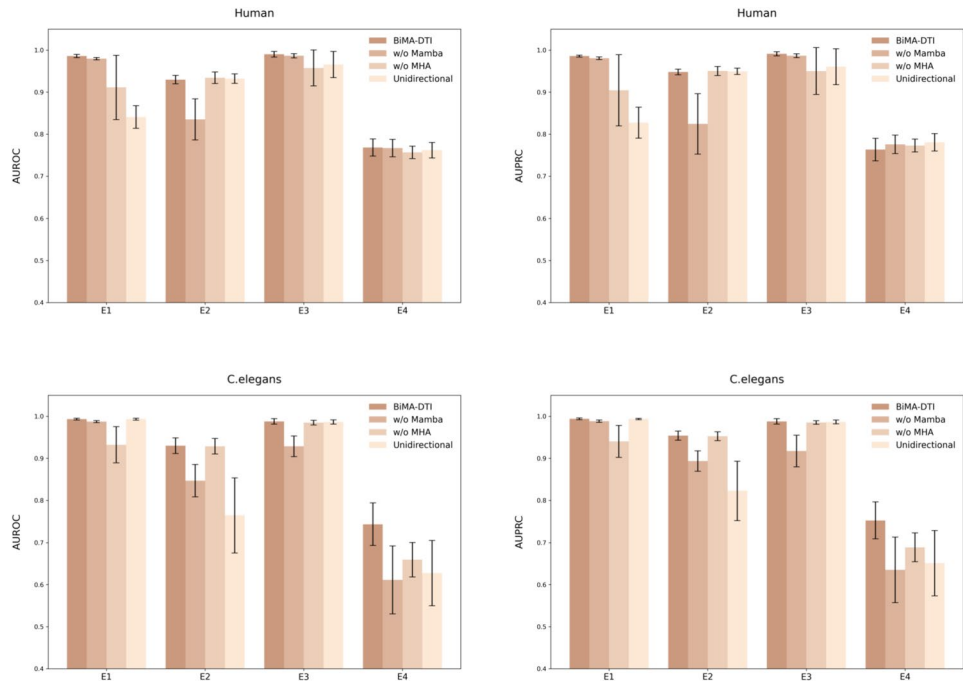 Human
AUROC
1.0
0.9
0.8
0.7
0.6
0.5
0.4
E1 E2 E3 E4
BiMA-DTI
w/o Mamba
w/o MHA
Unidirectional
Human
AUPRC
1.0
0.9
0.8
0.7
0.6
0.5
0.4
E1 E2 E3 E4
BiMA-DTI
w/o Mamba
w/o MHA
Unidirectional
C.elegans
AUROC
1.0
0.9
0.8
0.7
0.6
0.5
0.4
E1 E2 E3 E4
BiMA-DTI
w/o Mamba
w/o MHA
Unidirectional
C.elegans
AUPRC
1.0
0.9
0.8
0.7
0.6
0.5
0.4
E1 E2 E3 E4
BiMA-DTI
w/o Mamba
w/o MHA
Unidirectional